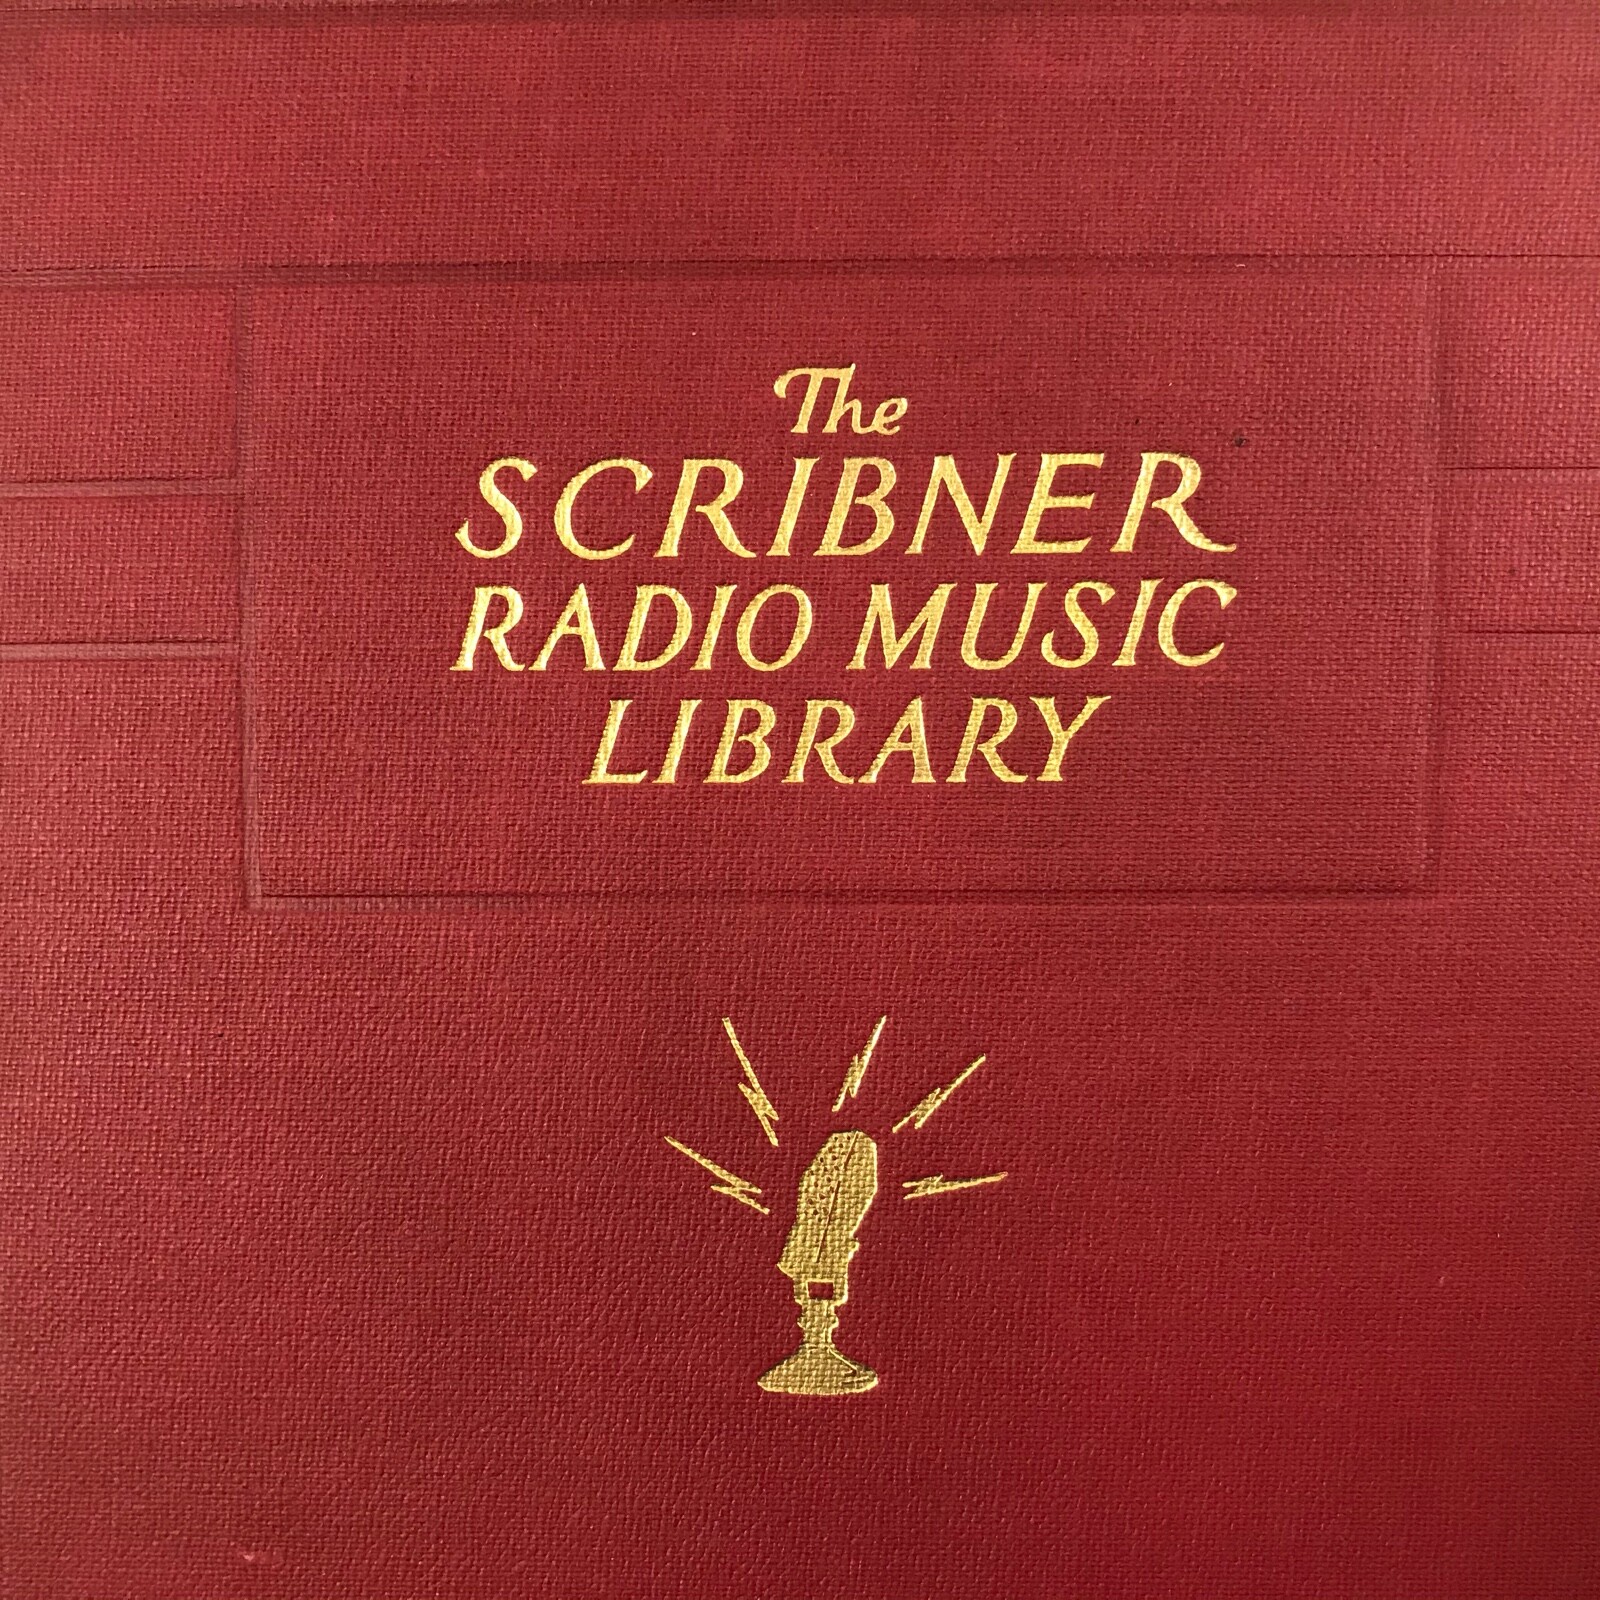 The
SCRIBNER
RADIO MUSIC
LIBRARY